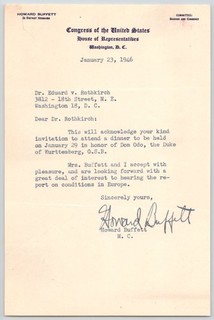 HOWARD BUFFETT
Congress of the United States
House of Representatives
Washington, D. C.
January 23, 1946
Dr. Eduard v. Rothkirch
3812 - 18th Street, N. E.
Washington 18, D. C.
Dear Dr. Rothkirch:
This will acknowledge your kind
invitation to attend a dinner to be held
on January 29 in honor of Dom Odo, the Duke
of Wurttemberg, O.S.B.
Mrs. Buffett and I accept with
pleasure, and are looking forward with a
great deal of interest to hearing the re-
port on conditions in Europe.
Sincerely yours,
Howard Buffett
Howard Buffett
M. C.